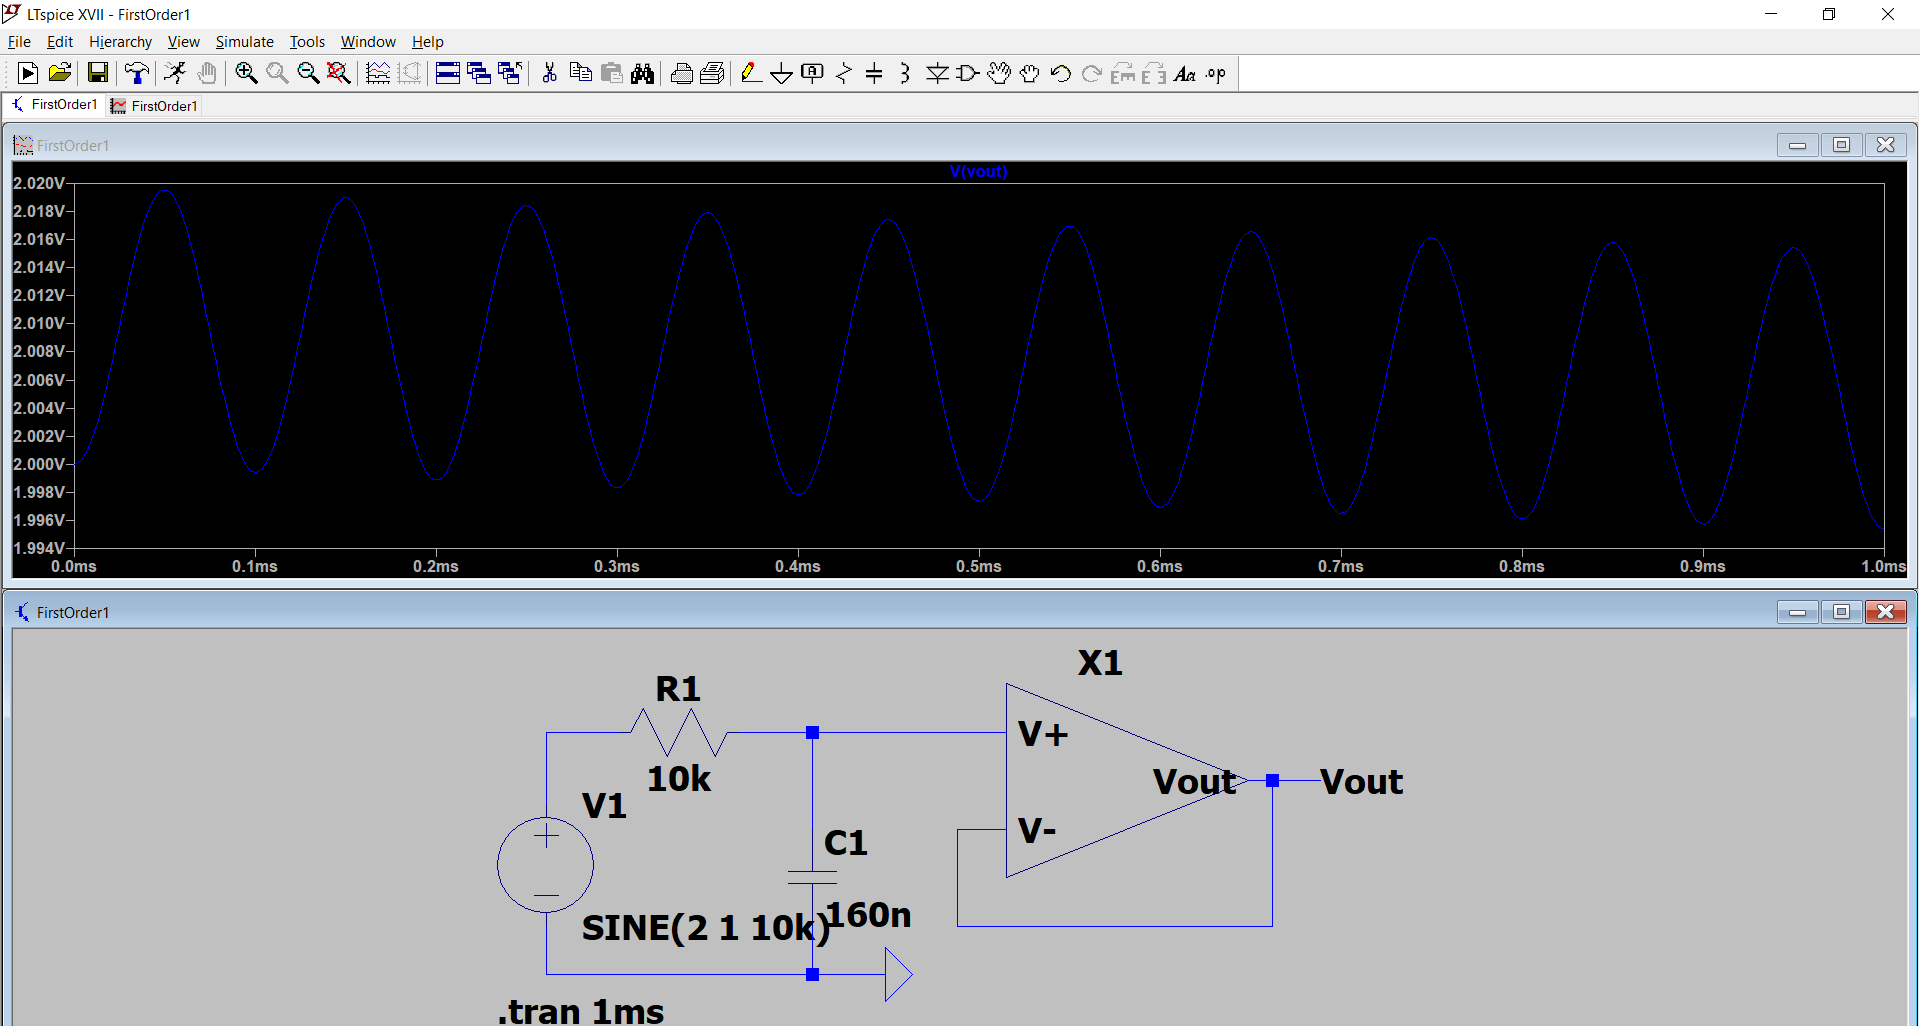 LTspice XVII - FirstOrder1
File Edit Hierarchy View Simulate Tools Window Help
A Aa .op
FirstOrder1 FirstOrder1
FirstOrder1
V(vout)
2.020V
2.018V
2.016V
2.014V
2.012V
2.010V
2.008V
2.006V
2.004V
2.002V
2.000V
1.998V
1.996V
1.994V
0.0ms 0.1ms 0.2ms 0.3ms 0.4ms 0.5ms 0.6ms 0.7ms 0.8ms 0.9ms 1.0ms
FirstOrder1
X1
R1
V+
10k
Vout Vout
V1
V-
C1
160n
SINE(2 1 10k)
.tran 1ms